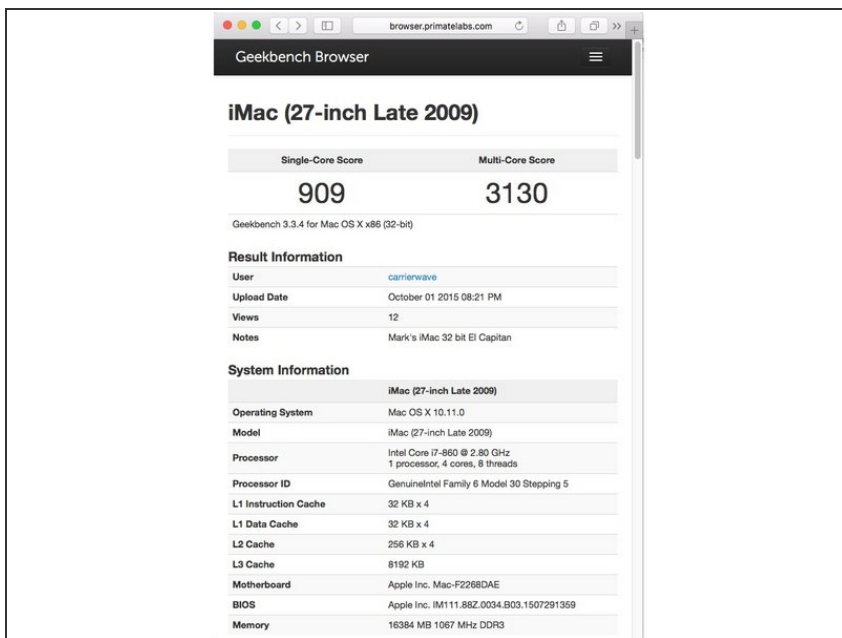 browser.primatelabs.com
Geekbench Browser
iMac (27-inch Late 2009)
Single-Core Score Multi-Core Score
909 3130
Geekbench 3.3.4 for Mac OS X x86 (32-bit)
Result Information
User carrierwave
Upload Date October 01 2015 08:21 PM
Views 12
Notes Mark's iMac 32 bit El Capitan
System Information
iMac (27-inch Late 2009)
Operating System Mac OS X 10.11.0
Model iMac (27-inch Late 2009)
Processor Intel Core i7-860 @ 2.80 GHz
1 processor, 4 cores, 8 threads
Processor ID GenuineIntel Family 6 Model 30 Stepping 5
L1 Instruction Cache 32 KB x 4
L1 Data Cache 32 KB x 4
L2 Cache 256 KB x 4
L3 Cache 8192 KB
Motherboard Apple Inc. Mac-F2268DAE
BIOS Apple Inc. IM111.88Z.0034.B03.1507291359
Memory 16384 MB 1067 MHz DDR3